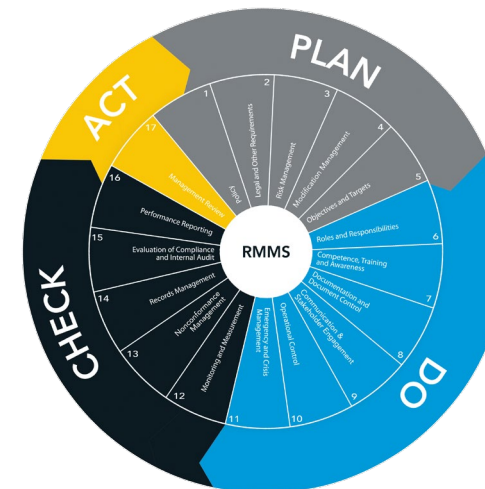 PLAN
DO
CHECK
ACT
RMMS
1
Policy
2
Legal and Other Requirements
3
Risk Management
4
Modification Management
5
Objectives and Targets
6
Roles and Responsibilities
7
Competence, Training
and Awareness
8
Documentation and
Document Control
9
Communication &
Stakeholder Engagement
10
Operational Control
11
Emergency and Crisis
Management
12
Monitoring and Measurement
13
Nonconformance
Management
14
Records Management
15
Evaluation of Compliance
and Internal Audit
16
Performance Reporting
17
Management Review